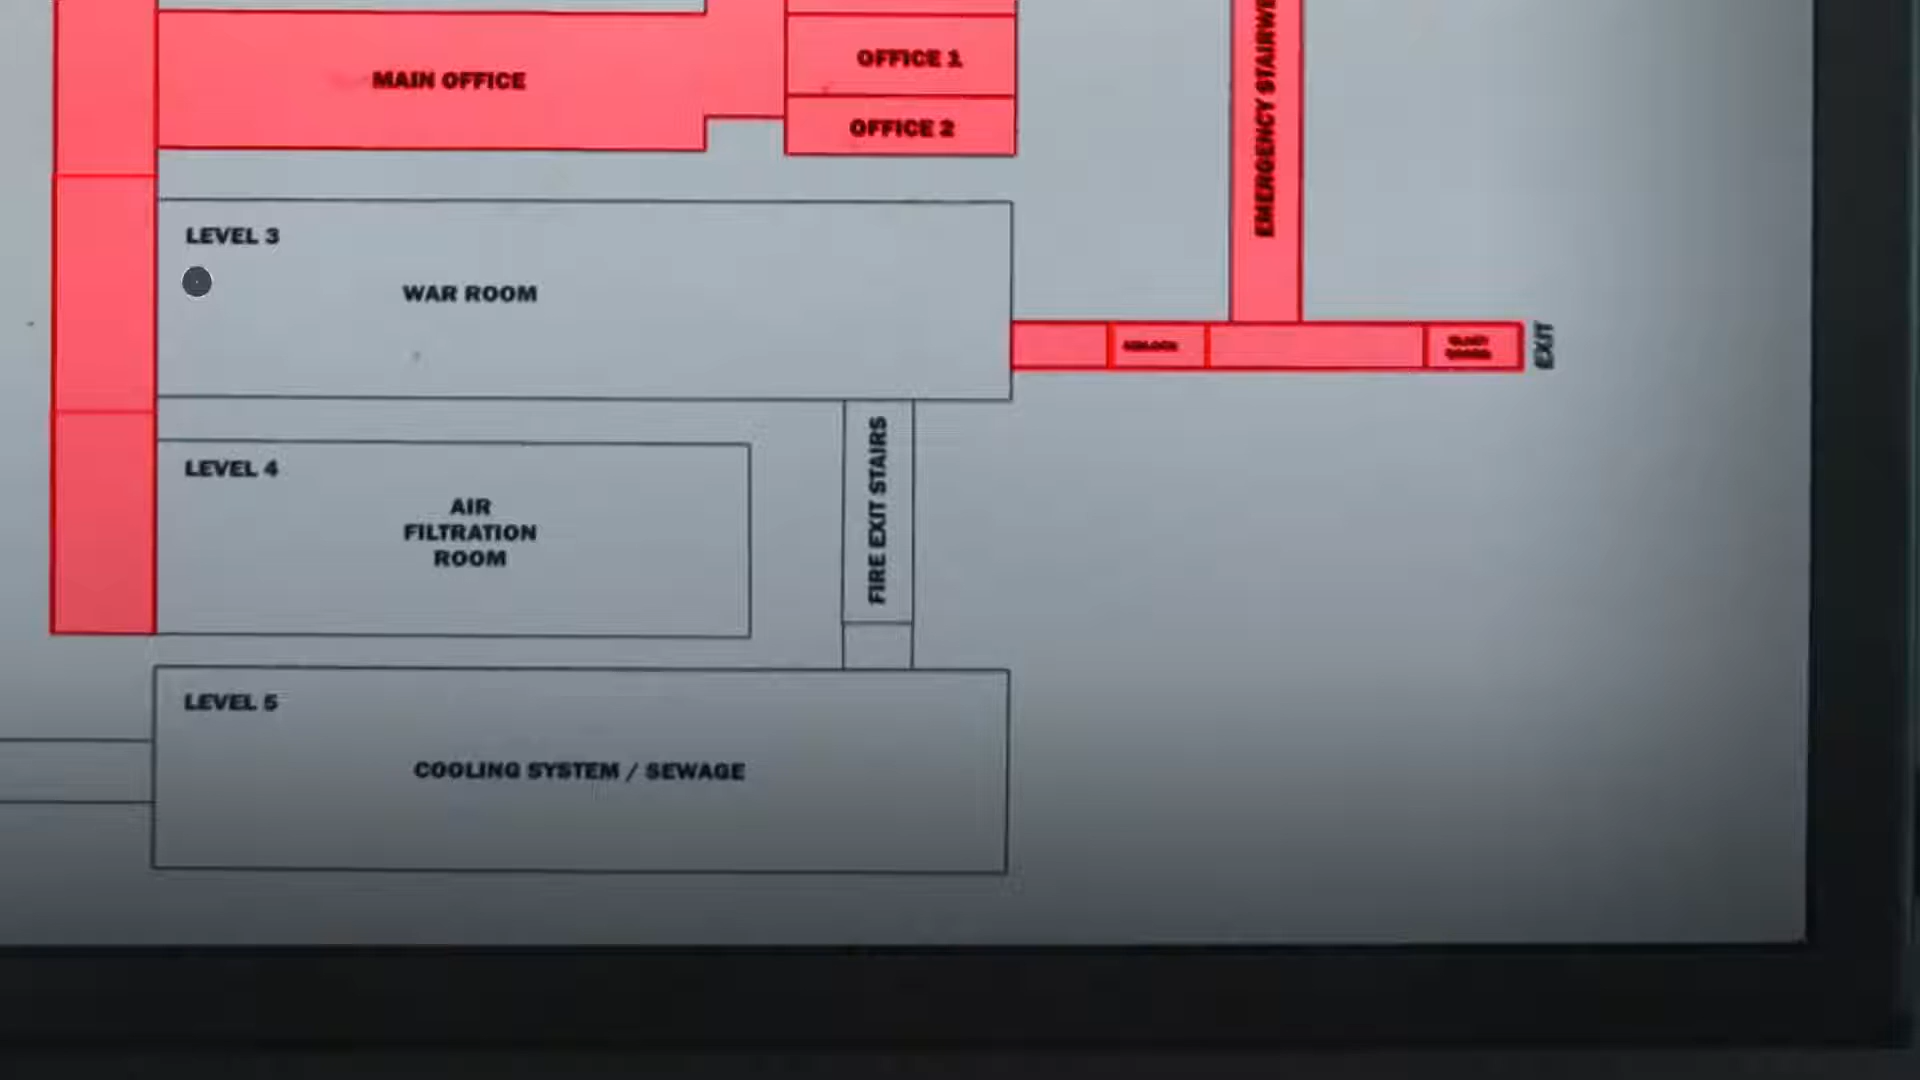 MAIN OFFICE
OFFICE 1
OFFICE 2
LEVEL 3
WAR ROOM
EXIT
LEVEL 4
AIR
FILTRATION
ROOM
FIRE EXIT STAIRS
EMERGENCY
LEVEL 5
COOLING SYSTEM / SEWAGE